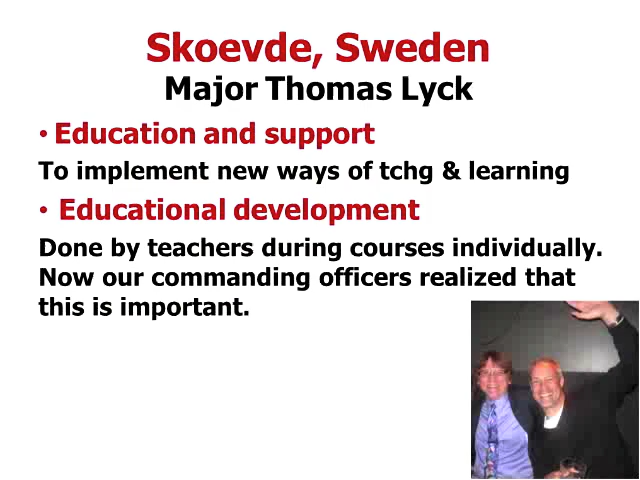 Skoevde, Sweden
Major Thomas Lyck
• Education and support
To implement new ways of tchg & learning
• Educational development
Done by teachers during courses individually.
Now our commanding officers realized that
this is important.